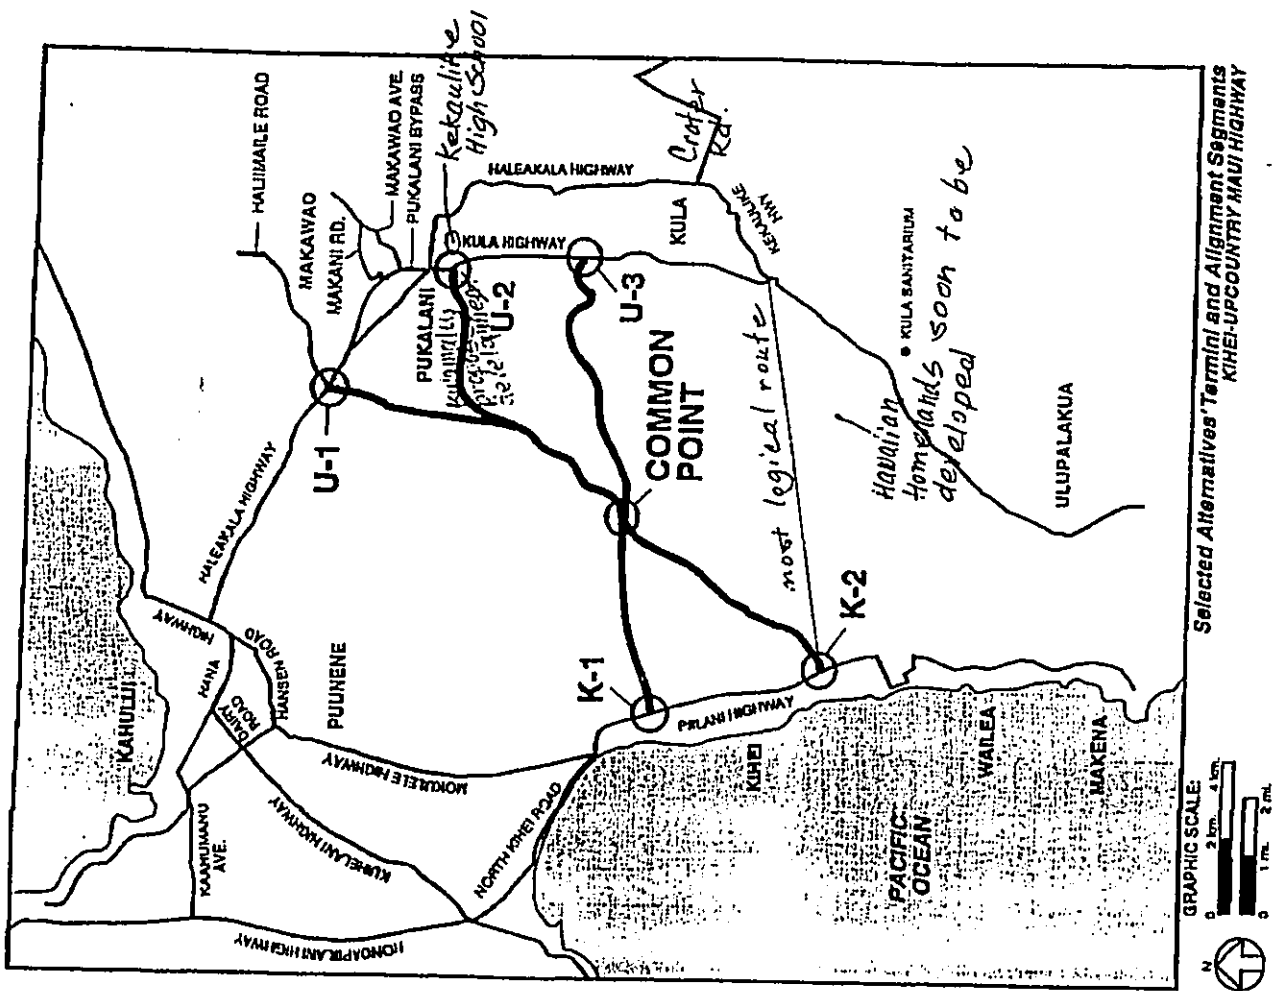 HALIIMAILE ROAD
MAKAWAO
MAKANI RD.
MAKAWAO AVE.
PUKALANI BYPASS
Kekaulike
High School
U-1
PUKALANI
U-2
HALEAKALA HIGHWAY
KULA HIGHWAY
U-3
KULA
Crater
Rd.
KEKAULIKE
HWY
HALEAKALA HIGHWAY
COMMON
POINT
most logical route
KULA SANITARIUM
Hawaiian
Homelands soon to be
developed
ULUPALAKUA
KAHULUI
HANA
HIGHWAY
DAIRY
ROAD
HANSEN ROAD
PUUNENE
KAAHUMANU
AVE.
MOKULELE HIGHWAY
KUIHELANI HIGHWAY
NORTH KIHEI ROAD
HONOAPIILANI HIGHWAY
K-1
K-2
PIILANI HIGHWAY
KIHEI
PACIFIC
OCEAN
WAILEA
MAKENA
N
GRAPHIC SCALE:
0 2 km. 4 km.
0 1 mi. 2 mi.
Selected Alternatives' Termini and Alignment Segments
KIHEI-UPCOUNTRY MAUI HIGHWAY